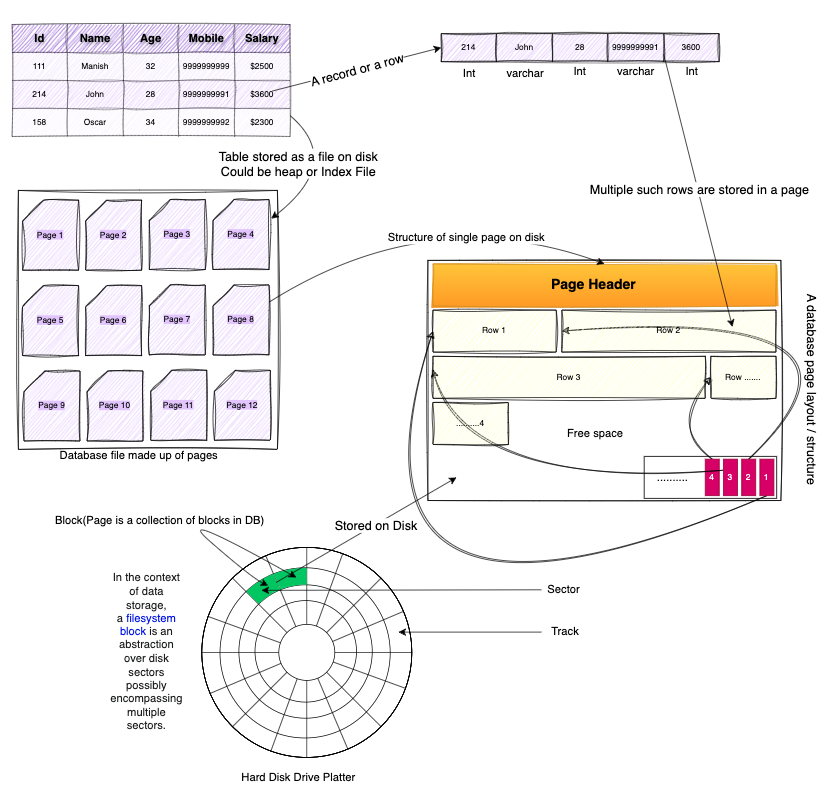 Id Name Age Mobile Salary
111 Manish 32 9999999999 $2500
214 John 28 9999999991 $3600
158 Oscar 34 9999999992 $2300
A record or a row
214 John 28 9999999991 3600
Int varchar Int varchar Int
Table stored as a file on disk
Could be heap or Index File
Multiple such rows are stored in a page
Page 1 Page 2 Page 3 Page 4
Page 5 Page 6 Page 7 Page 8
Page 9 Page 10 Page 11 Page 12
Database file made up of pages
Structure of single page on disk
Page Header
Row 1 Row 2
Row 3 Row .......
..........4
Free space
.......... 4 3 2 1
A database page layout / structure
Stored on Disk
Block(Page is a collection of blocks in DB)
In the context
of data
storage,
a filesystem
block is an
abstraction
over disk
sectors
possibly
encompassing
multiple
sectors.
Sector
Track
Hard Disk Drive Platter